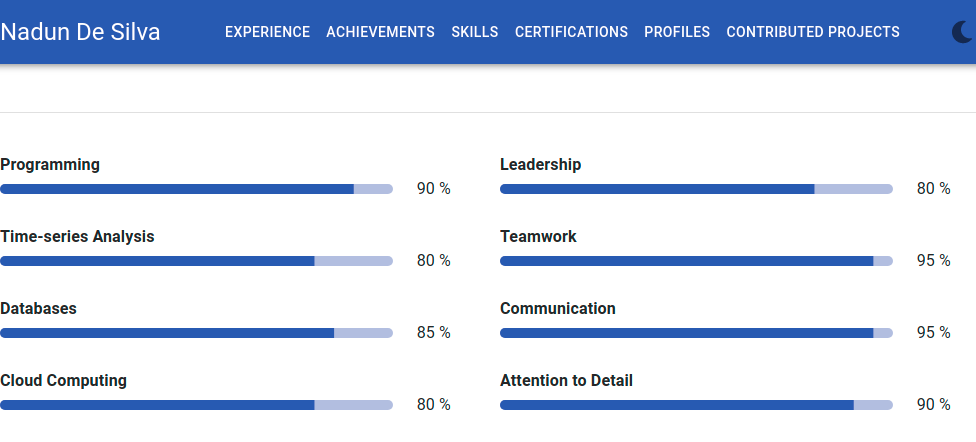 Nadun De Silva EXPERIENCE ACHIEVEMENTS SKILLS CERTIFICATIONS PROFILES CONTRIBUTED PROJECTS
Programming
90 %
Time-series Analysis
80 %
Databases
85 %
Cloud Computing
80 %
Leadership
80 %
Teamwork
95 %
Communication
95 %
Attention to Detail
90 %